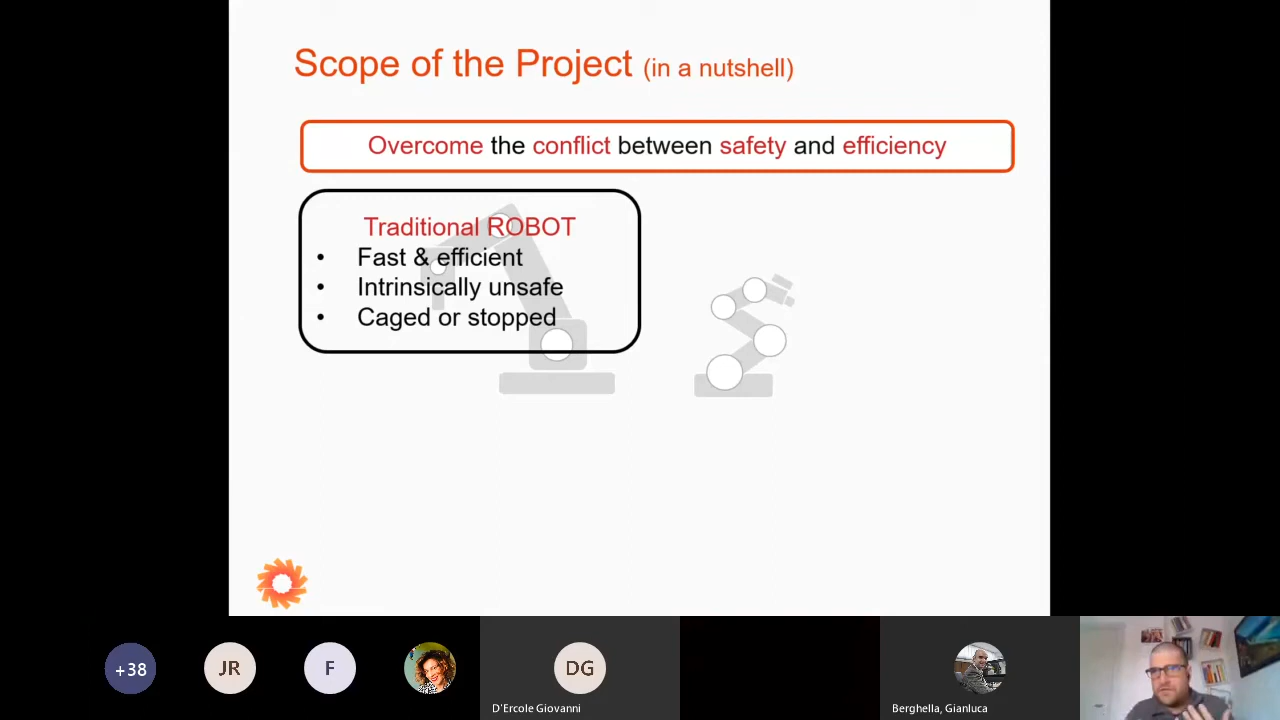 Scope of the Project (in a nutshell)
Overcome the conflict between safety and efficiency
Traditional ROBOT
• Fast & efficient
• Intrinsically unsafe
• Caged or stopped
+38
JR
F
DG
D'Ercole Giovanni
Berghella, Gianluca